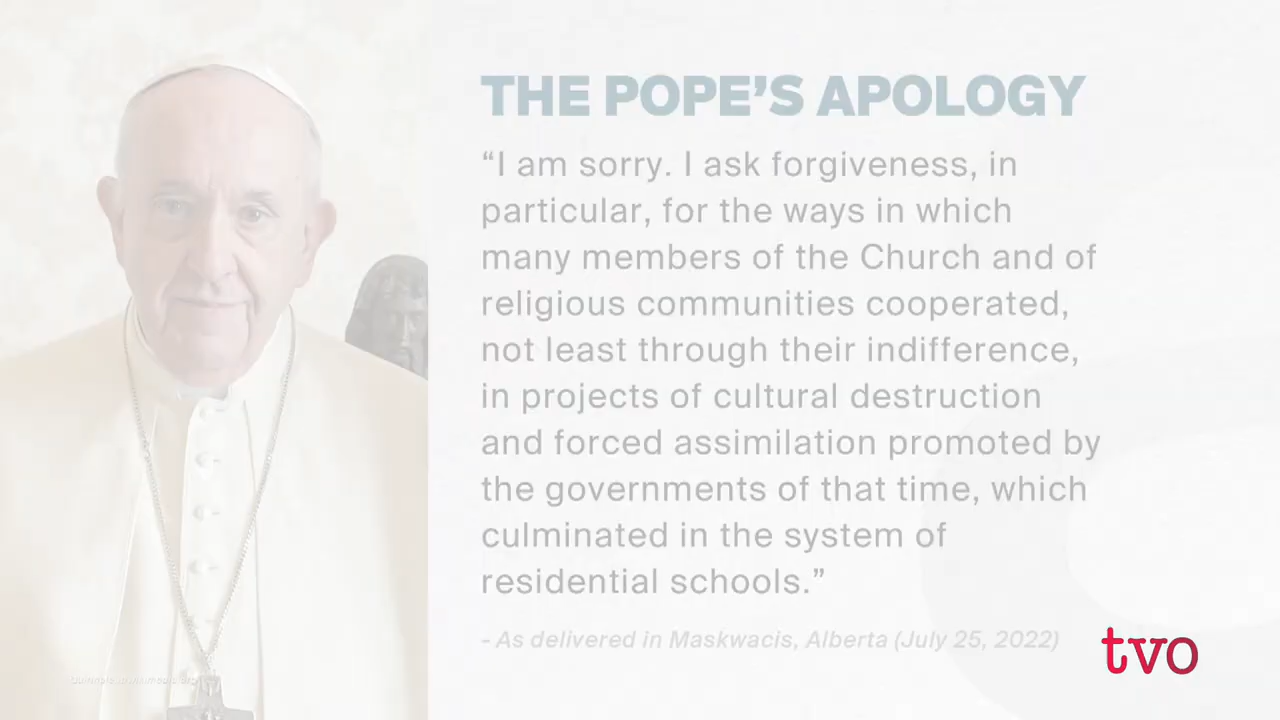 THE POPE’S APOLOGY
“I am sorry. I ask forgiveness, in
particular, for the ways in which
many members of the Church and of
religious communities cooperated,
not least through their indifference,
in projects of cultural destruction
and forced assimilation promoted by
the governments of that time, which
culminated in the system of
residential schools.”
- As delivered in Maskwacis, Alberta (July 25, 2022)
tvo